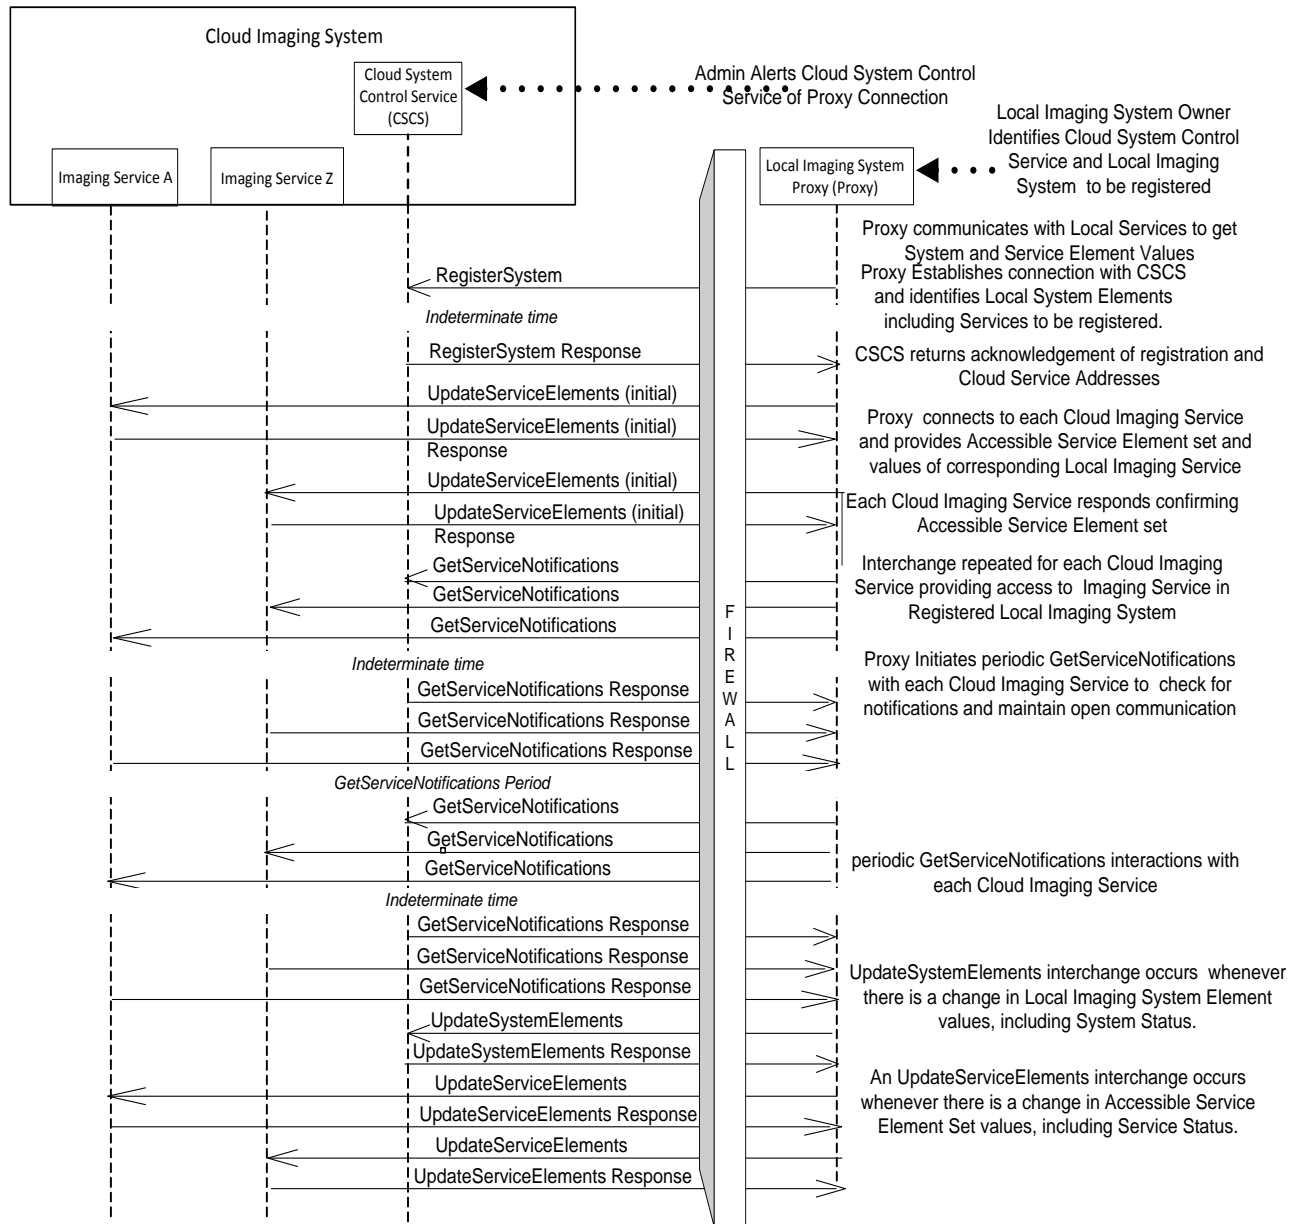 Cloud Imaging System
Cloud System
Control Service
(CSCS)
Admin Alerts Cloud System Control
Service of Proxy Connection
Local Imaging System Owner
Identifies Cloud System Control
Service and Local Imaging
System to be registered
Imaging Service A
Imaging Service Z
Local Imaging System
Proxy (Proxy)
Proxy communicates with Local Services to get
System and Service Element Values
RegisterSystem
Proxy Establishes connection with CSCS
and identifies Local System Elements
including Services to be registered.
Indeterminate time
RegisterSystem Response
CSCS returns acknowledgement of registration and
Cloud Service Addresses
UpdateServiceElements (initial)
UpdateServiceElements (initial)
Response
Proxy connects to each Cloud Imaging Service
and provides Accessible Service Element set and
values of corresponding Local Imaging Service
UpdateServiceElements (initial)
UpdateServiceElements (initial)
Response
Each Cloud Imaging Service responds confirming
Accessible Service Element set
GetServiceNotifications
GetServiceNotifications
GetServiceNotifications
Interchange repeated for each Cloud Imaging
Service providing access to Imaging Service in
Registered Local Imaging System
FIREWALL
Indeterminate time
GetServiceNotifications Response
GetServiceNotifications Response
GetServiceNotifications Response
Proxy Initiates periodic GetServiceNotifications
with each Cloud Imaging Service to check for
notifications and maintain open communication
GetServiceNotifications Period
GetServiceNotifications
GetServiceNotifications
GetServiceNotifications
periodic GetServiceNotifications interactions with
each Cloud Imaging Service
Indeterminate time
GetServiceNotifications Response
GetServiceNotifications Response
GetServiceNotifications Response
UpdateSystemElements interchange occurs whenever
there is a change in Local Imaging System Element
values, including System Status.
UpdateSystemElements
UpdateSystemElements Response
UpdateServiceElements
UpdateServiceElements Response
An UpdateServiceElements interchange occurs
whenever there is a change in Accessible Service
Element Set values, including Service Status.
UpdateServiceElements
UpdateServiceElements Response